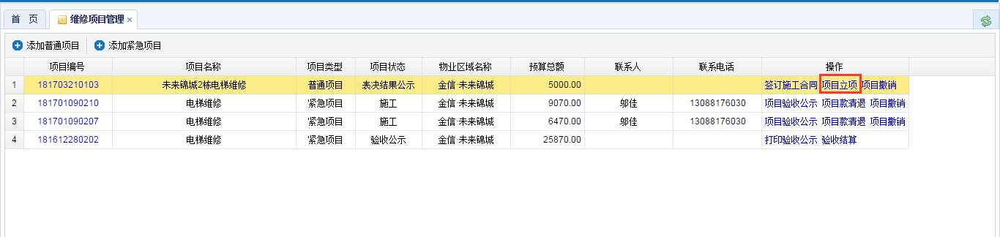 首 页 维修项目管理 ×
添加普通项目 添加紧急项目
项目编号 项目名称 项目类型 项目状态 物业区域名称 预算总额 联系人 联系电话 操作
1 181703210103 未来锦城2栋电梯维修 普通项目 表决结果公示 金信·未来锦城 5000.00 签订施工合同 项目立项 项目撤销
2 181701090210 电梯维修 紧急项目 施工 金信·未来锦城 9070.00 邬佳 13088176030 项目验收公示 项目款清退 项目撤销
3 181701090207 电梯维修 紧急项目 施工 金信·未来锦城 6470.00 邬佳 13088176030 项目验收公示 项目款清退 项目撤销
4 181612280202 电梯维修 紧急项目 验收公示 金信·未来锦城 25870.00 打印验收公示 验收结算